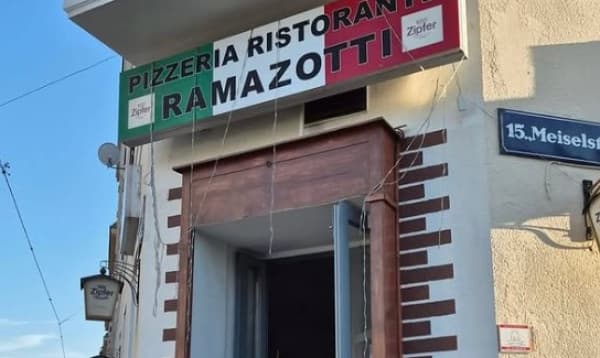 PIZZERIA RISTORANTE
RAMAZOTTI
Zipfer
Zipfer
15., Meiselst
Zipfer